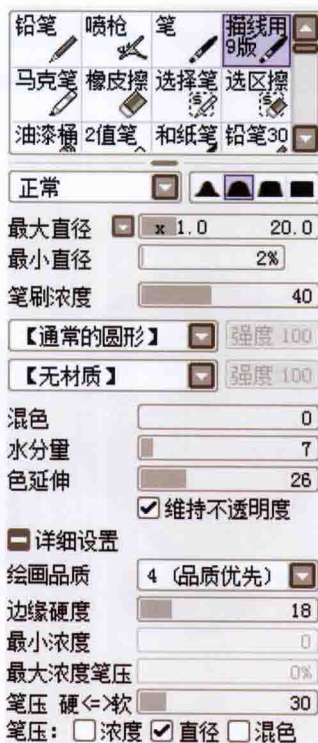 铅笔 喷枪 笔 描线用9版
马克笔 橡皮擦 选择笔 选区擦
油漆桶 2值笔 和纸笔 铅笔30
正常
最大直径 x 1.0 20.0
最小直径 2%
笔刷浓度 40
【通常的圆形】 强度 100
【无材质】 强度 100
混色 0
水分量 7
色延伸 26
维持不透明度
详细设置
绘画品质 4 (品质优先)
边缘硬度 18
最小浓度 0
最大浓度笔压 0%
笔压 硬<=>软 30
笔压: 浓度 直径 混色